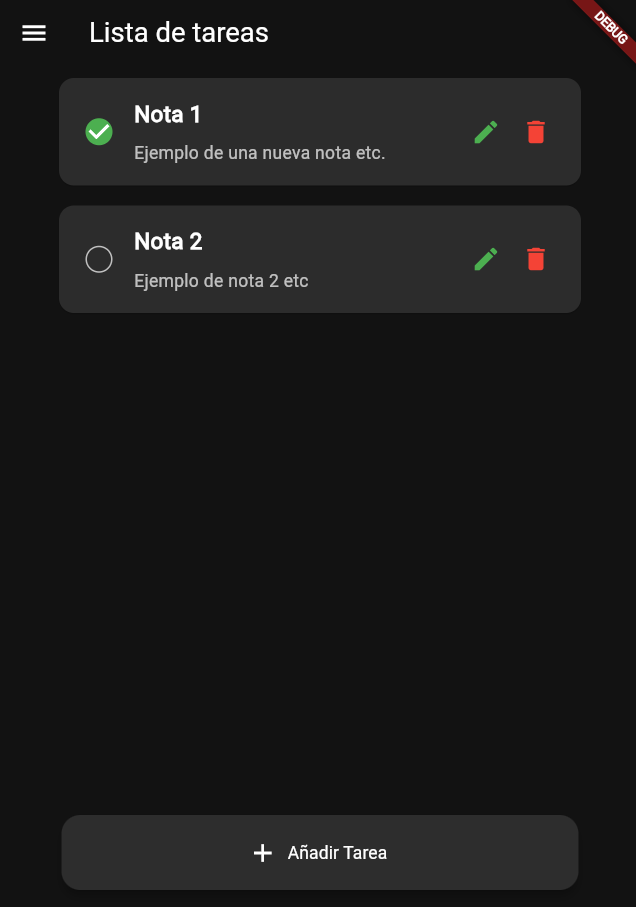 Lista de tareas
DEBUG
Nota 1
Ejemplo de una nueva nota etc.
Nota 2
Ejemplo de nota 2 etc
Añadir Tarea